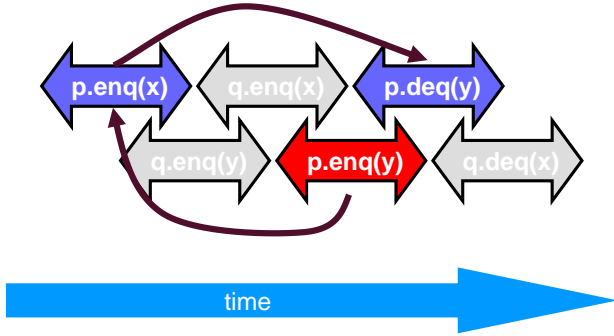 p.enq(x) q.enq(x) p.deq(y)
q.enq(y) p.enq(y) q.deq(x)
time